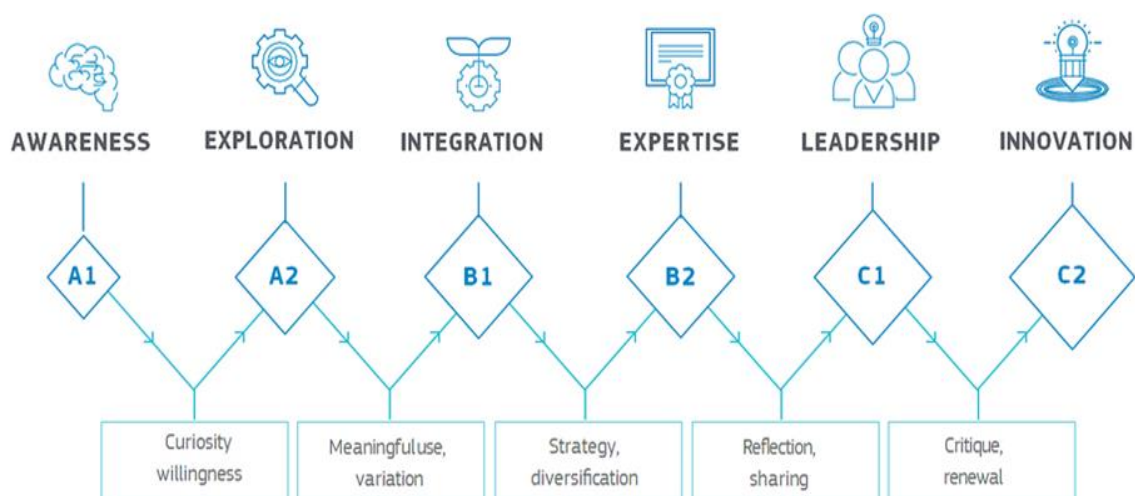 AWARENESS
EXPLORATION
INTEGRATION
EXPERTISE
LEADERSHIP
INNOVATION
A1
A2
B1
B2
C1
C2
Curiosity
willingness
Meaningfuluse,
variation
Strategy,
diversification
Reflection,
sharing
Critique,
renewal